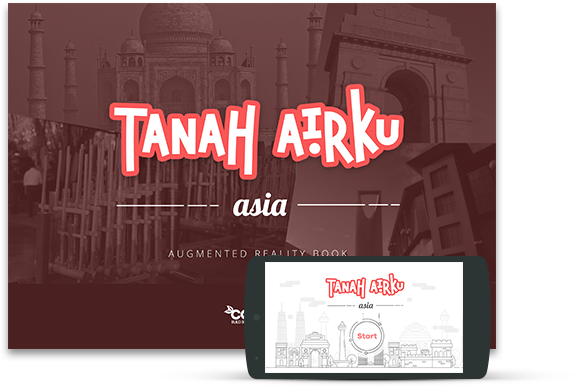 TANAH AIRKU
asia
AUGMENTED REALITY BOOK
TANAH AIRKU
asia
Start